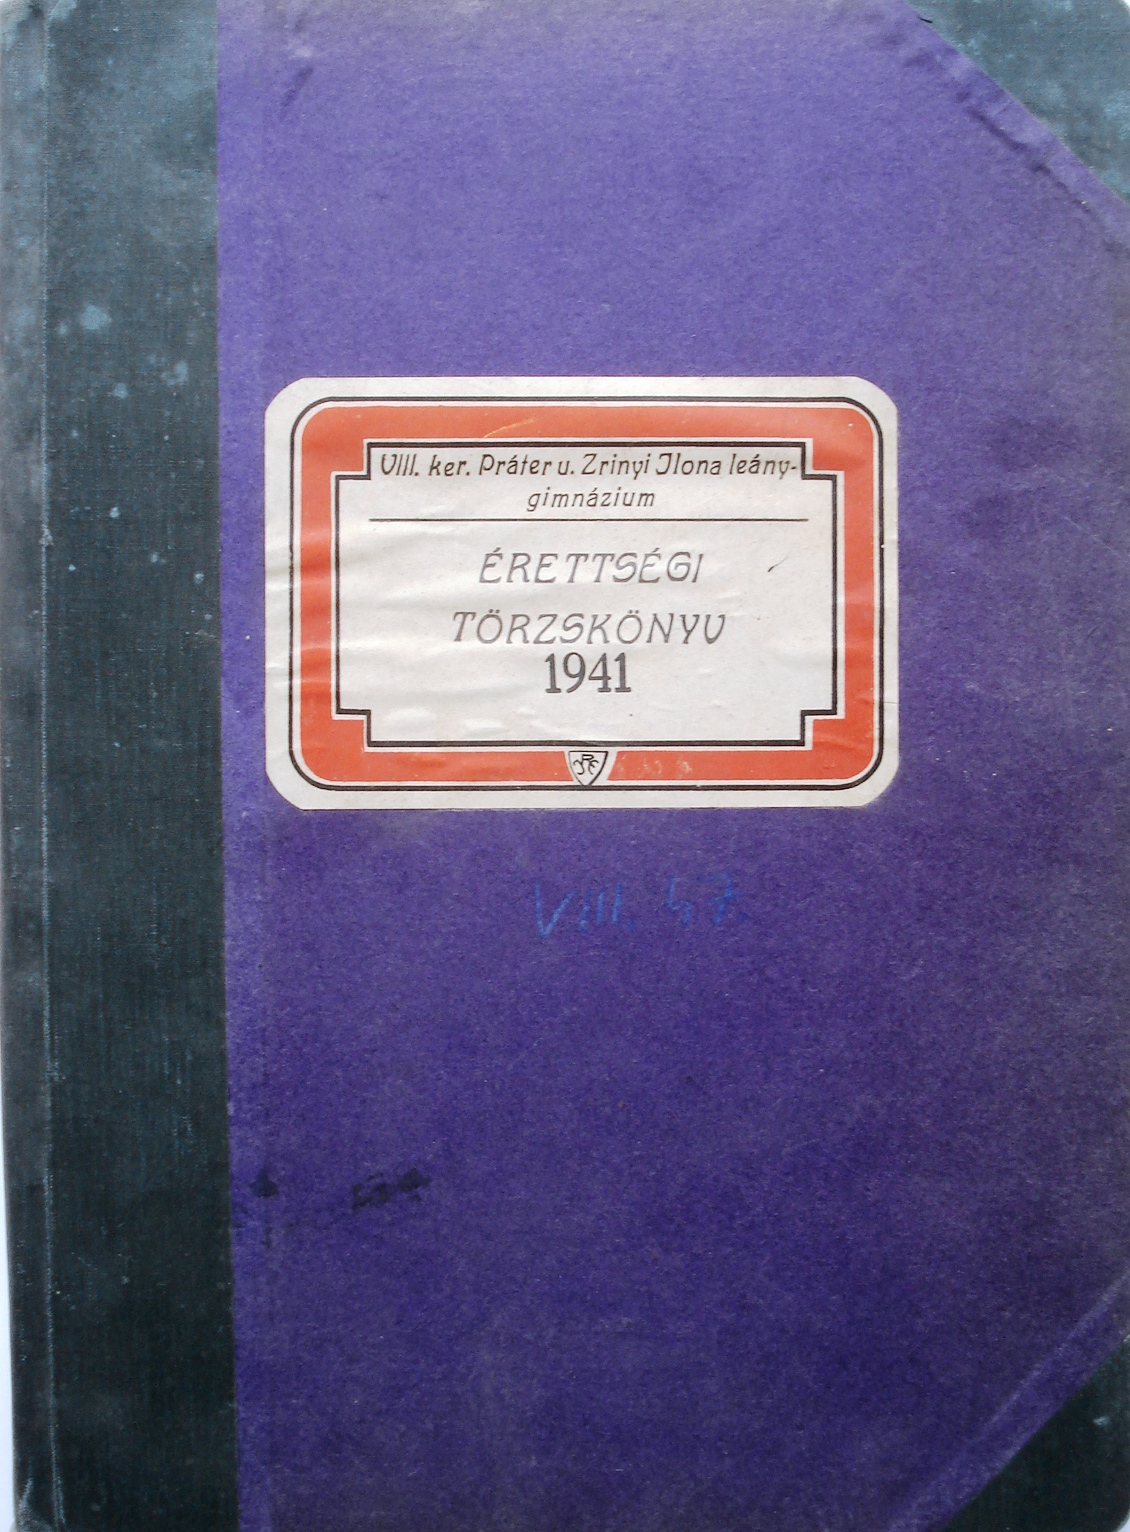 VIII. ker. Práter u. Zrinyi Ilona leány-
gimnázium
ÉRETTSÉGI
TÖRZSKÖNYV
1941
VIII. 47.